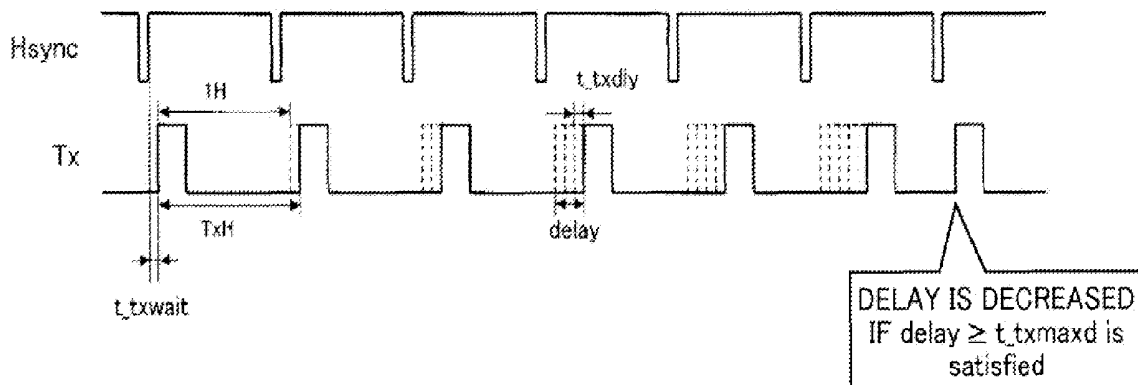 Hsync
t_txdly
1H
Tx
TxH
delay
t_txwait
DELAY IS DECREASED
IF delay ≥ t_txmaxd is
satisfied